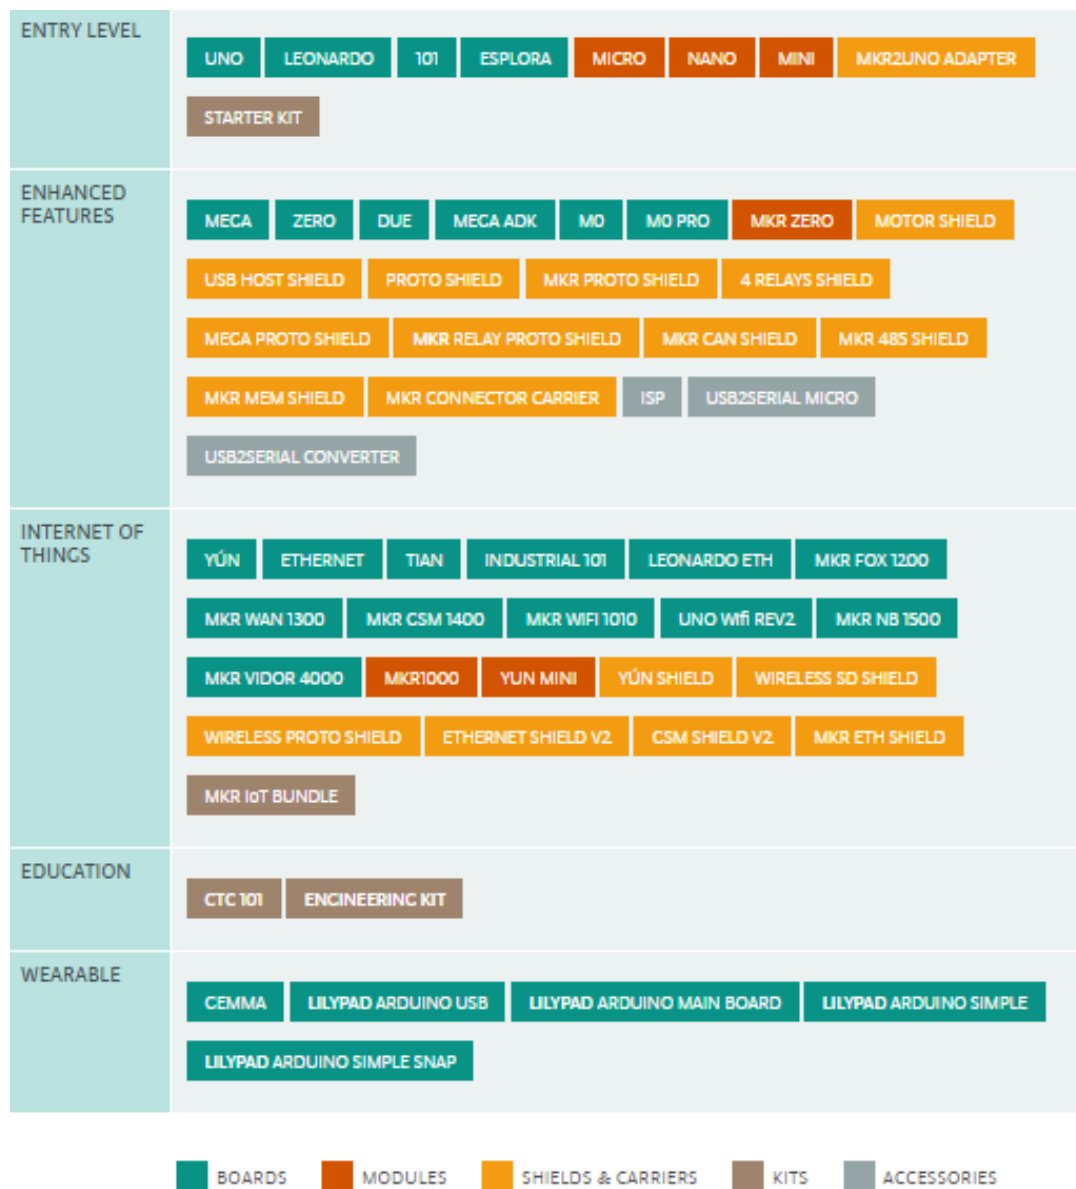 ENTRY LEVEL
UNO LEONARDO 101 ESPLORA MICRO NANO MINI MKR2UNO ADAPTER
STARTER KIT
ENHANCED
FEATURES
MEGA ZERO DUE MEGA ADK M0 M0 PRO MKR ZERO MOTOR SHIELD
USB HOST SHIELD PROTO SHIELD MKR PROTO SHIELD 4 RELAYS SHIELD
MEGA PROTO SHIELD MKR RELAY PROTO SHIELD MKR CAN SHIELD MKR 485 SHIELD
MKR MEM SHIELD MKR CONNECTOR CARRIER ISP USB2SERIAL MICRO
USB2SERIAL CONVERTER
INTERNET OF
THINGS
YÚN ETHERNET TIAN INDUSTRIAL 101 LEONARDO ETH MKR FOX 1200
MKR WAN 1300 MKR GSM 1400 MKR WIFI 1010 UNO Wifi REV2 MKR NB 1500
MKR VIDOR 4000 MKR1000 YUN MINI YÚN SHIELD WIRELESS SD SHIELD
WIRELESS PROTO SHIELD ETHERNET SHIELD V2 GSM SHIELD V2 MKR ETH SHIELD
MKR IoT BUNDLE
EDUCATION
CTC 101 ENGINEERING KIT
WEARABLE
GEMMA LILYPAD ARDUINO USB LILYPAD ARDUINO MAIN BOARD LILYPAD ARDUINO SIMPLE
LILYPAD ARDUINO SIMPLE SNAP
BOARDS MODULES SHIELDS & CARRIERS KITS ACCESSORIES